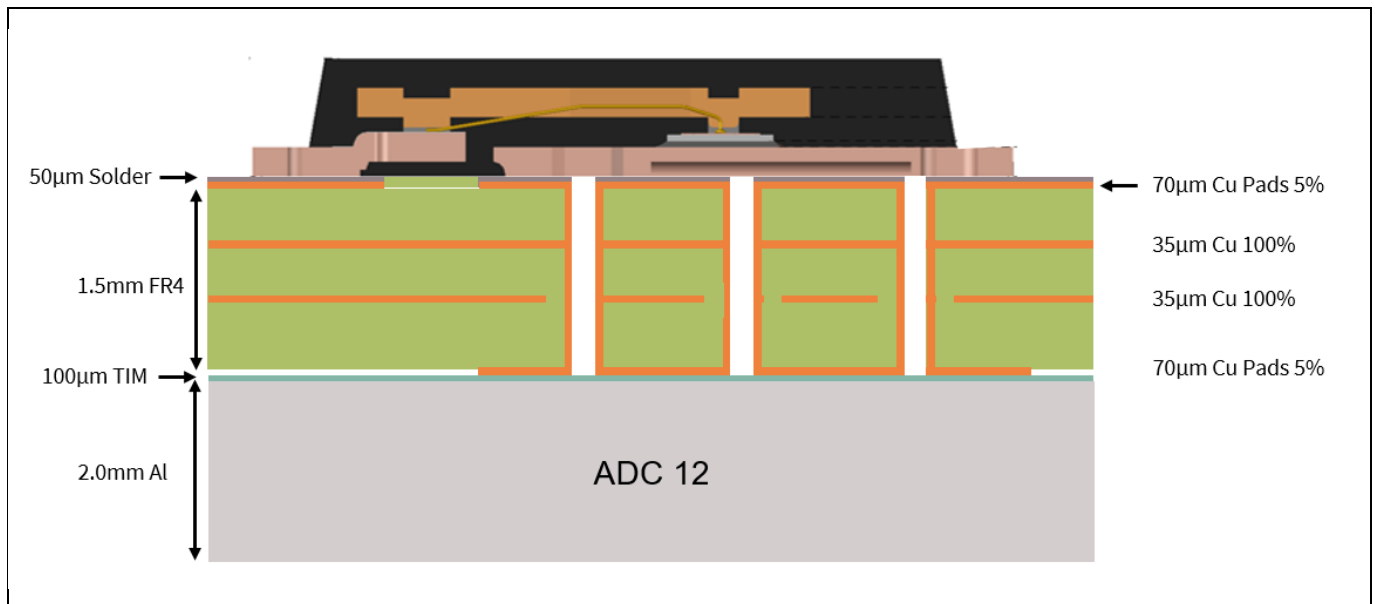 50µm Solder
70µm Cu Pads 5%
35µm Cu 100%
1.5mm FR4
35µm Cu 100%
100µm TIM
70µm Cu Pads 5%
2.0mm Al
ADC 12